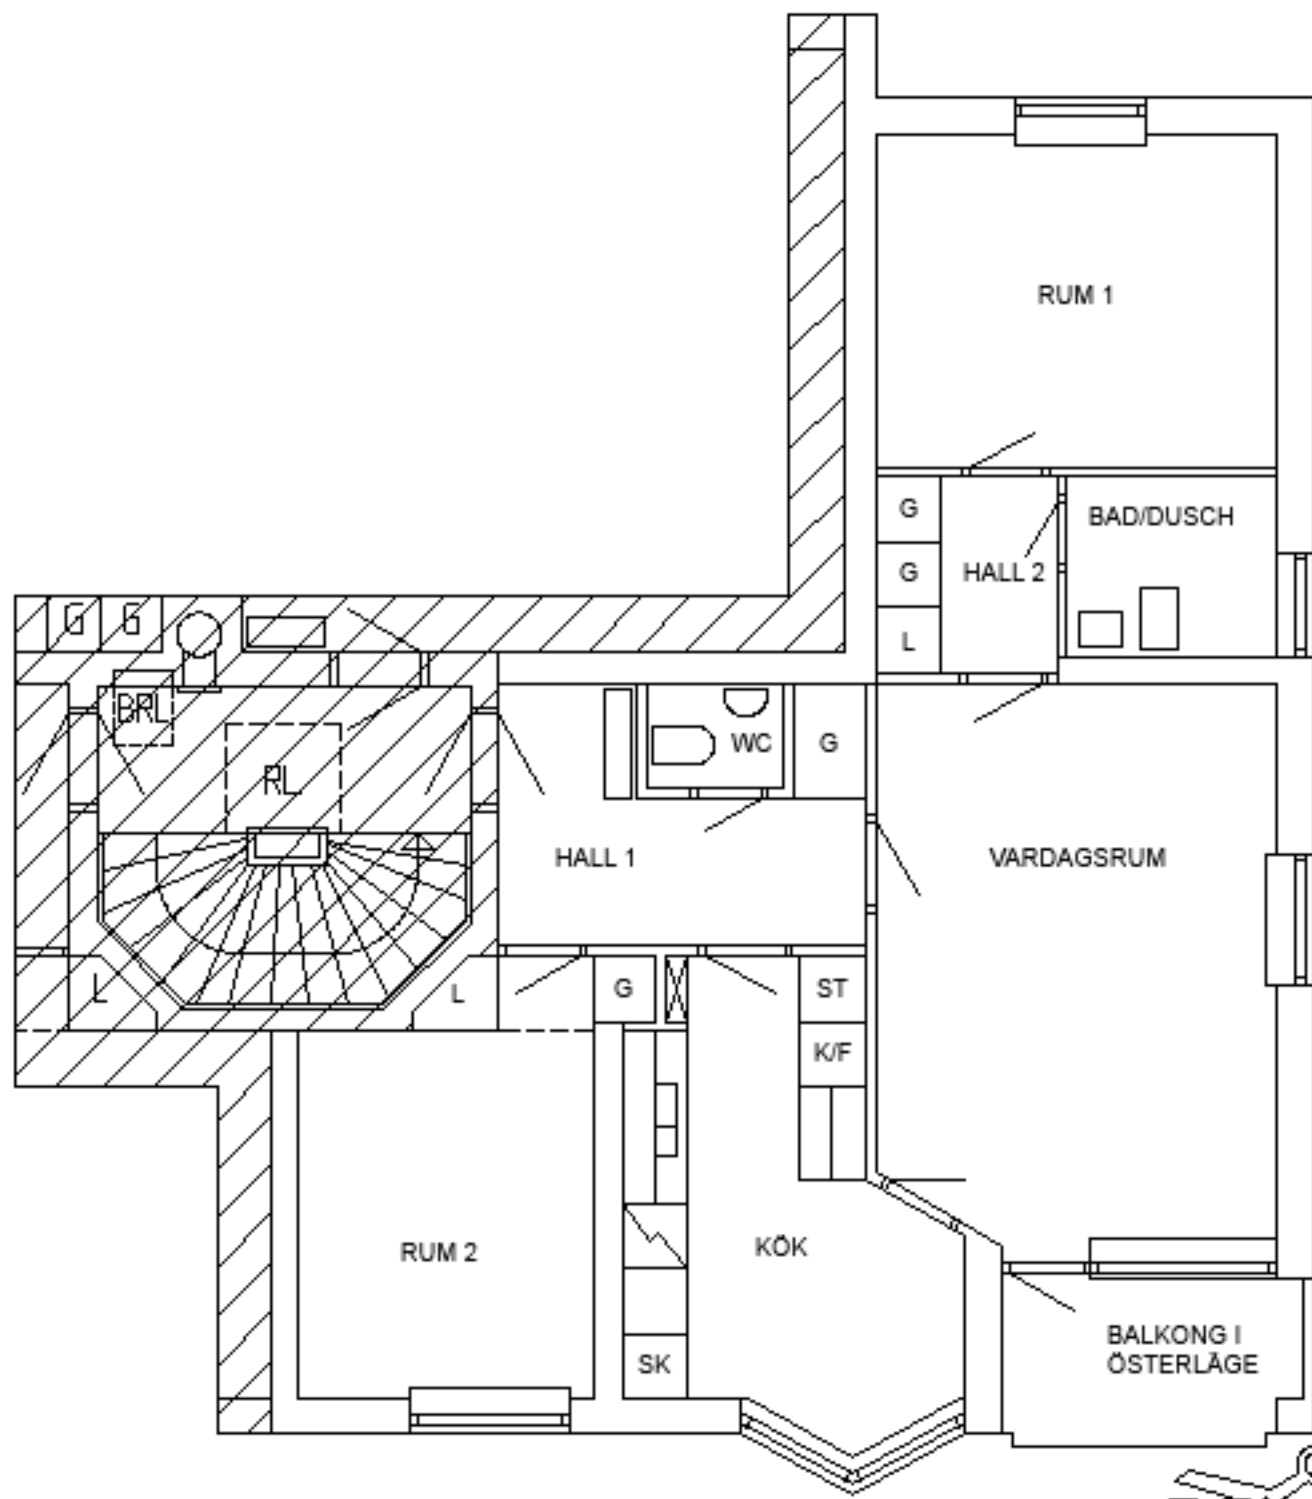 RUM 1
G
BAD/DUSCH
G
HALL 2
L
G G
BRL
WC
G
RL
HALL 1
VARDAGSRUM
L
L
G
ST
K/F
RUM 2
KÖK
BALKONG I
ÖSTERLÄGE
SK